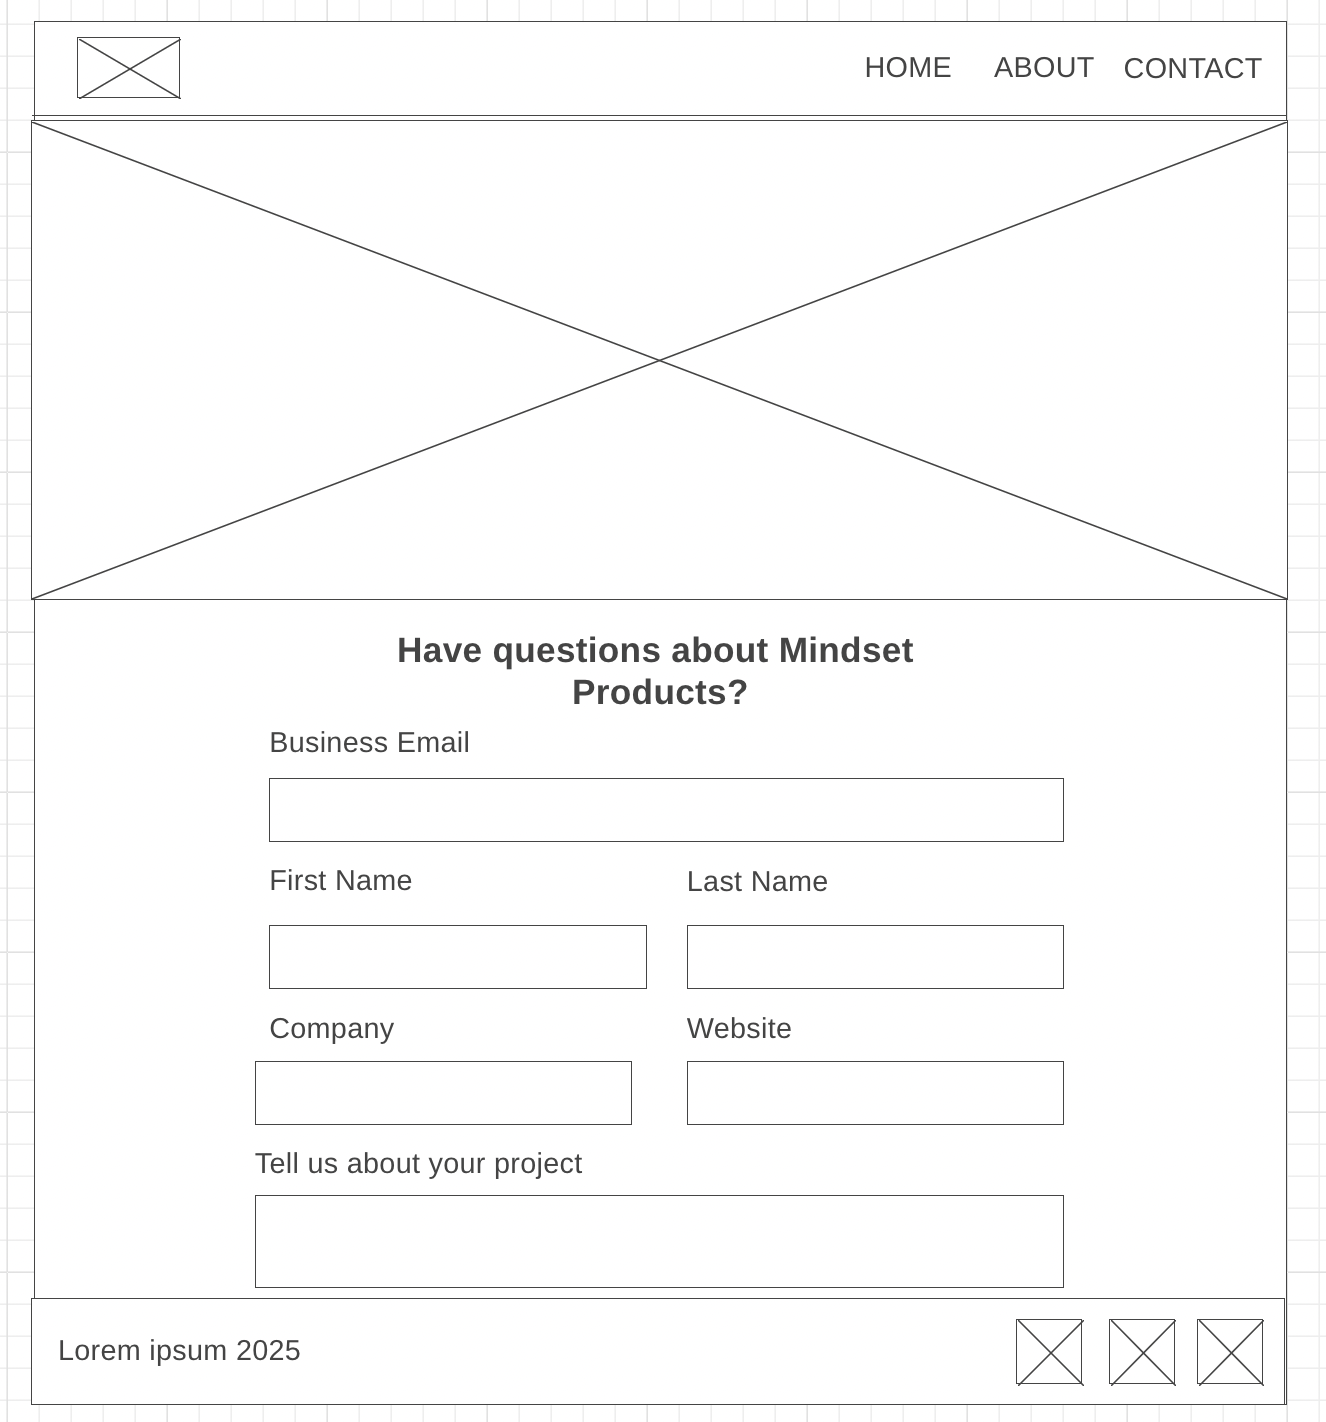 HOME ABOUT CONTACT
Have questions about Mindset
Products?
Business Email
First Name Last Name
Company Website
Tell us about your project
Lorem ipsum 2025